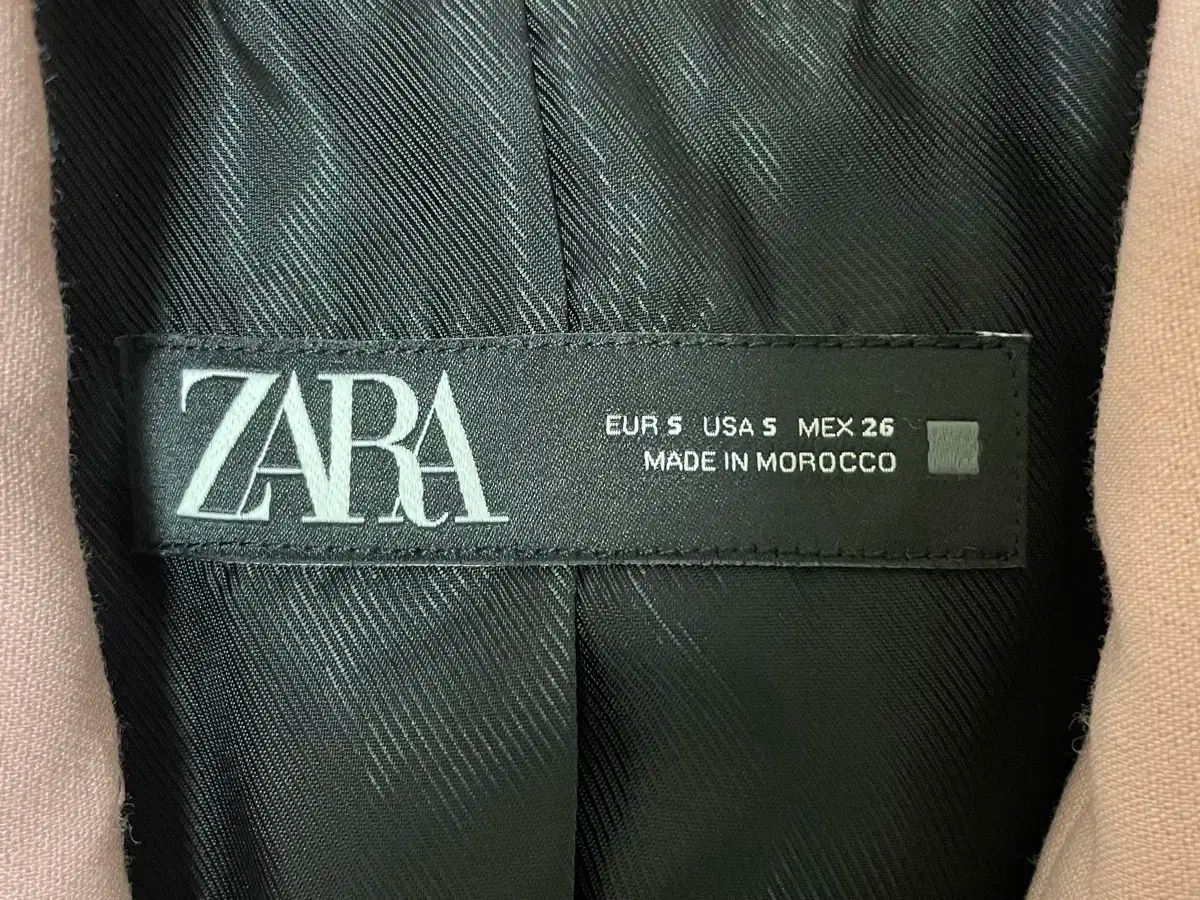 ZARA
EUR S USA S MEX 26
MADE IN MOROCCO